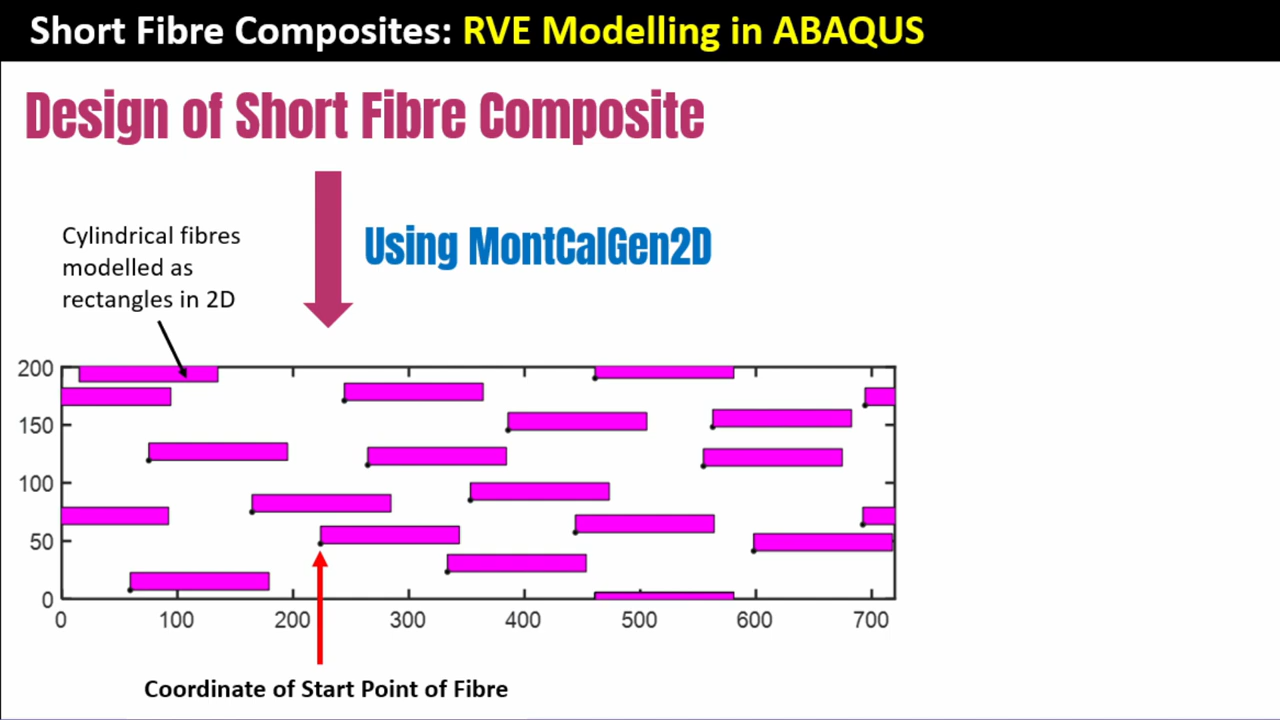 Short Fibre Composites: RVE Modelling in ABAQUS
Design of Short Fibre Composite
Using MontCalGen2D
Cylindrical fibres
modelled as
rectangles in 2D
200
150
100
50
0
0 100 200 300 400 500 600 700
Coordinate of Start Point of Fibre